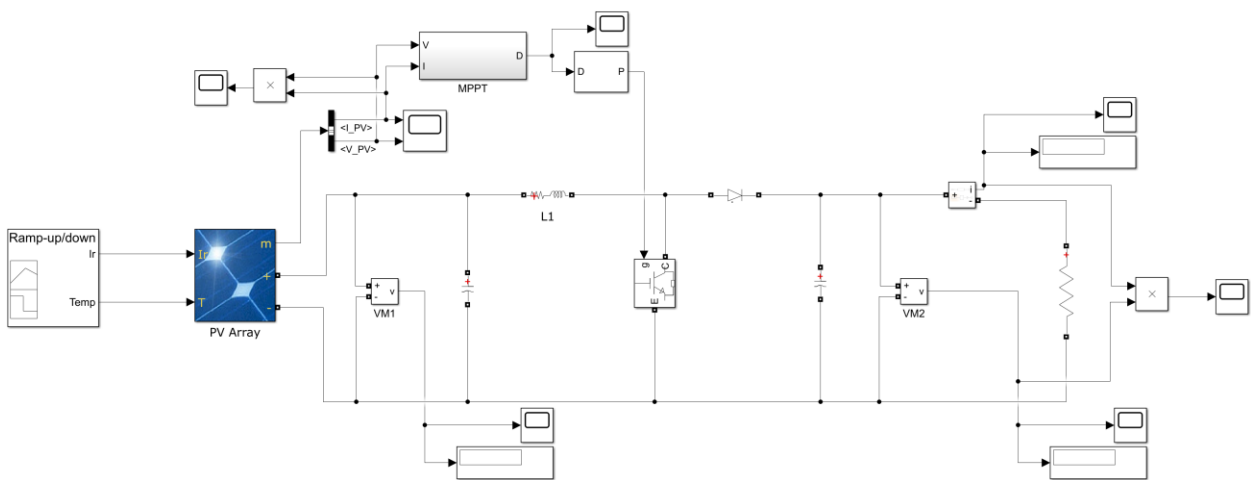 V
I
D
MPPT
D
P
<I_PV>
<V_PV>
Ramp-up/down
Ir
Temp
Ir
T
m
+
-
PV Array
+
-
v
VM1
+
L1
g
C
E
+
+
-
v
VM2
+
i
-
+
×
×